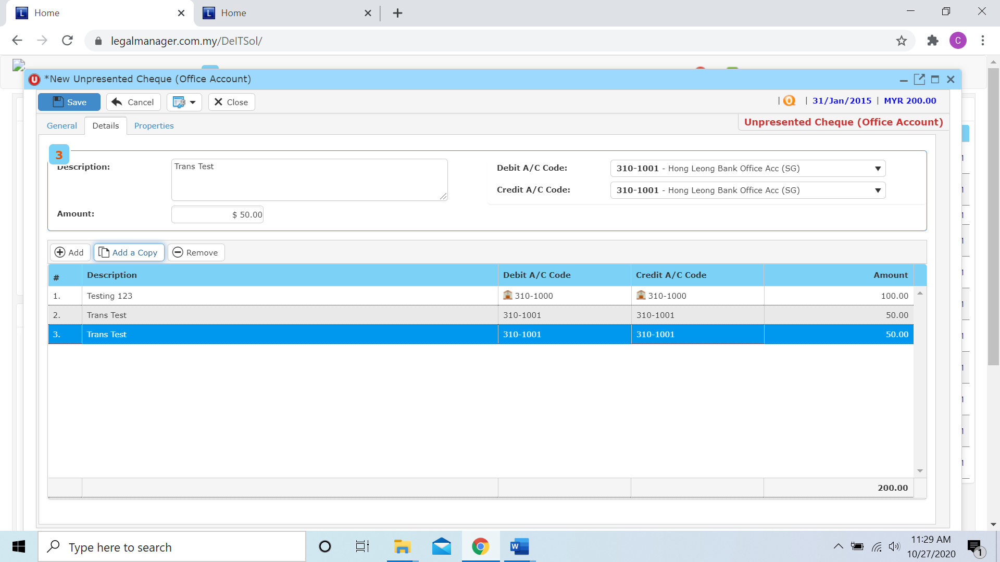 Home
Home
legalmanager.com.my/DeITSol/
C
*New Unpresented Cheque (Office Account)
Save
Cancel
Close
| | 31/Jan/2015 | MYR 200.00
General
Details
Properties
Unpresented Cheque (Office Account)
3
Description:
Trans Test
Debit A/C Code:
310-1001 - Hong Leong Bank Office Acc (SG)
Credit A/C Code:
310-1001 - Hong Leong Bank Office Acc (SG)
Amount:
$ 50.00
Add
Add a Copy
Remove
# Description Debit A/C Code Credit A/C Code Amount
1. Testing 123 310-1000 310-1000 100.00
2. Trans Test 310-1001 310-1001 50.00
3. Trans Test 310-1001 310-1001 50.00
200.00
Type here to search
11:29 AM
10/27/2020
1